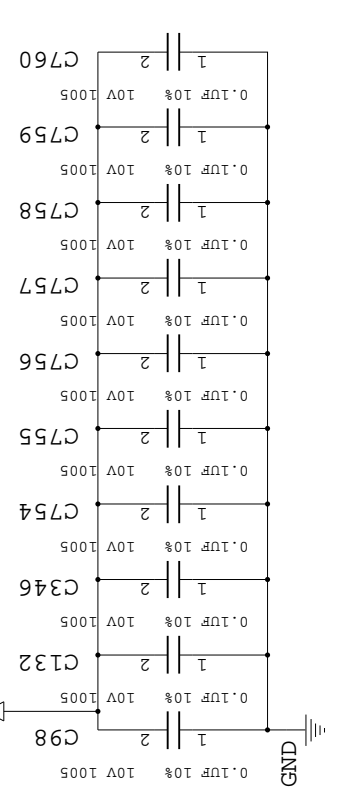 GND
0.1UF 10% 10V 1005
1 2 C98
0.1UF 10% 10V 1005
1 2 C132
0.1UF 10% 10V 1005
1 2 C346
0.1UF 10% 10V 1005
1 2 C754
0.1UF 10% 10V 1005
1 2 C755
0.1UF 10% 10V 1005
1 2 C756
0.1UF 10% 10V 1005
1 2 C757
0.1UF 10% 10V 1005
1 2 C758
0.1UF 10% 10V 1005
1 2 C759
0.1UF 10% 10V 1005
1 2 C760